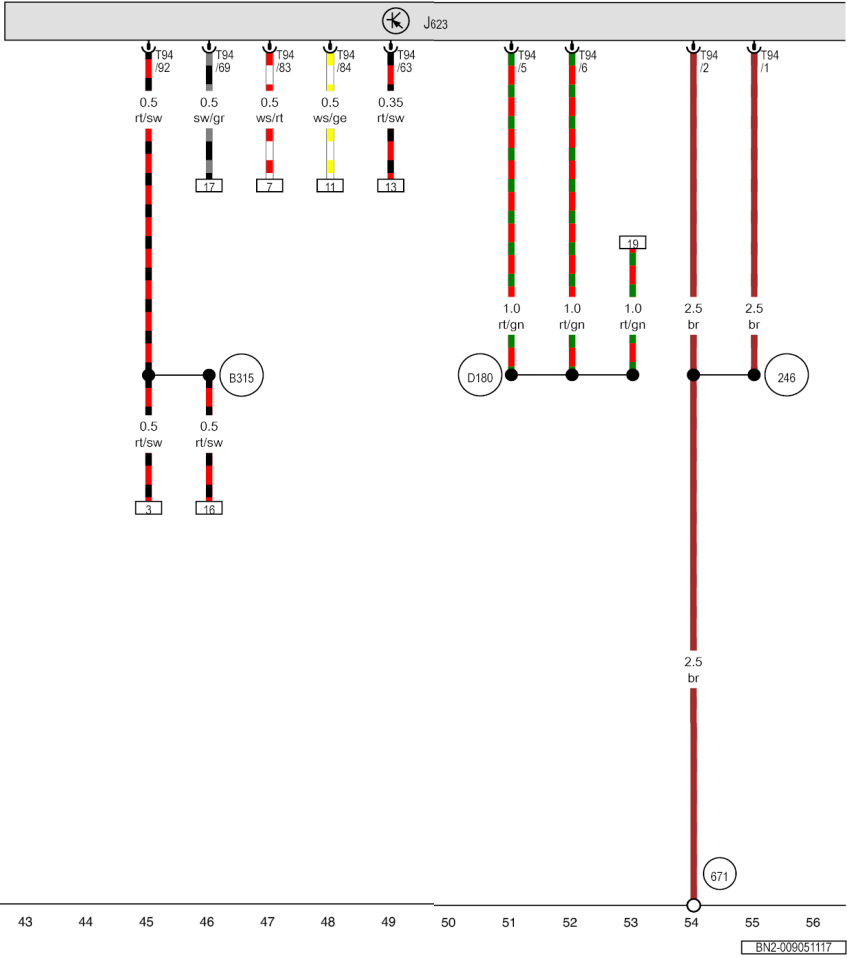 J623
T94 T94 T94 T94 T94 T94 T94 T94 T94
/92 /69 /83 /84 /63 /5 /6 /2 /1
0.5 0.5 0.5 0.5 0.35
rt/sw sw/gr ws/rt ws/ge rt/sw
17 7 11 13
19
1.0 1.0 1.0 2.5 2.5
rt/gn rt/gn rt/gn br br
B315 D180 246
0.5 0.5
rt/sw rt/sw
3 16
2.5
br
671
43 44 45 46 47 48 49 50 51 52 53 54 55 56
BN2-009051117